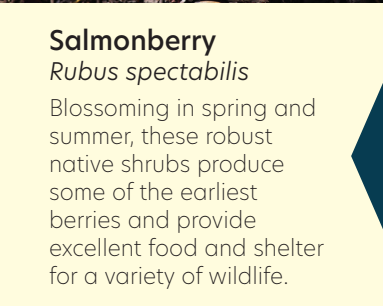 Salmonberry
Rubus spectabilis
Blossoming in spring and
summer, these robust
native shrubs produce
some of the earliest
berries and provide
excellent food and shelter
for a variety of wildlife.